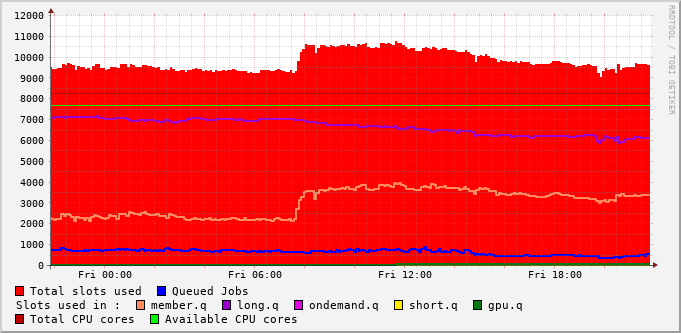 12000
11000
10000
9000
8000
7000
6000
5000
4000
3000
2000
1000
0
Fri 00:00 Fri 06:00 Fri 12:00 Fri 18:00
Total slots used Queued Jobs
Slots used in : member.q long.q ondemand.q short.q gpu.q
Total CPU cores Available CPU cores
RRDTOOL / TOBI OETIKER